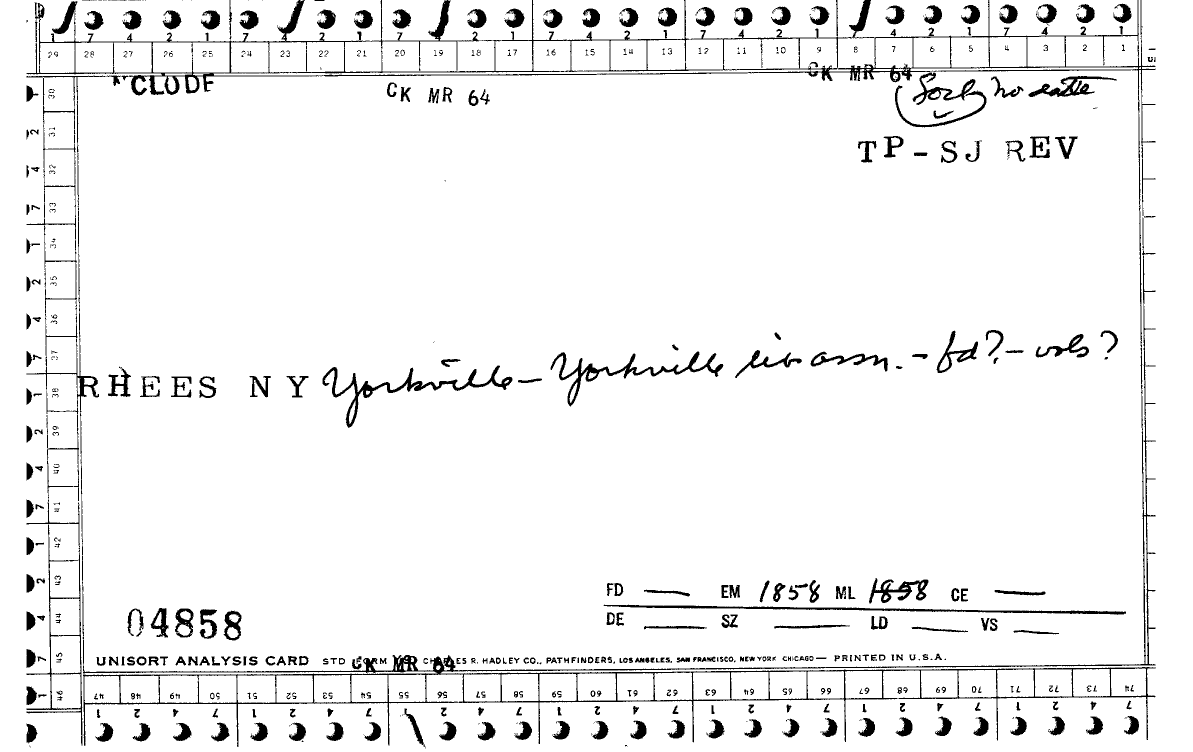 7 4 2 1 7 4 2 1 7 4 2 1 7 4 2 1 7 4 2 1 7 4 2 1 7 4 2 1
29 28 27 26 25 24 23 22 21 20 19 18 17 16 15 14 13 12 11 10 9 8 7 6 5 4 3 2 1
CK MR 64
CK MR 64
no
TP-SJ REV
RHEES NY Yorkville – Yorkville lib assn. – fd? – vols?
FD — EM 1858 ML 1858 CE —
DE SZ LD VS
04858
UNISORT ANALYSIS CARD STD FORM CHARLES R. HADLEY CO., PATHFINDERS, LOS ANGELES, SAN FRANCISCO, NEW YORK CHICAGO — PRINTED IN U.S.A.
CK MR 64
30 31 32 33 34 35 36 37 38 39 40 41 42 43 44 45 46
47 48 49 50 51 52 53 54 55 56 57 58 59 60 61 62 63 64 65 66 67 68 69 70 71 72 73 74
1 2 4 7 1 2 4 7 1 2 4 7 1 2 4 7 1 2 4 7 1 2 4 7 1 2 4 7